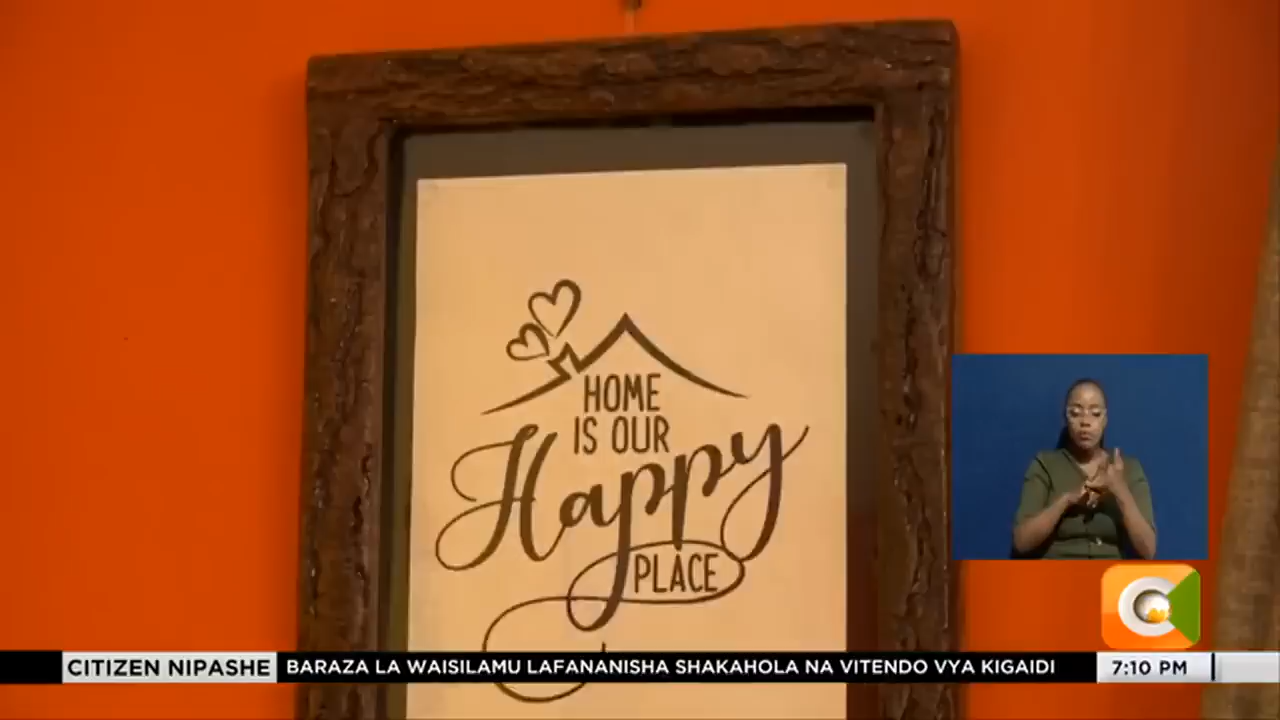 HOME
IS OUR
Happy
PLACE
CITIZEN NIPASHE
BARAZA LA WAISILAMU LAFANANISHA SHAKAHOLA NA VITENDO VYA KIGAIDI
7:10 PM